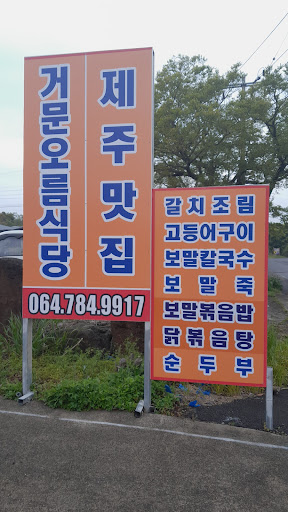 거문오름식당
제주맛집
064.784.9917
갈치조림
고등어구이
보말칼국수
보말죽
보말볶음밥
닭볶음탕
순두부